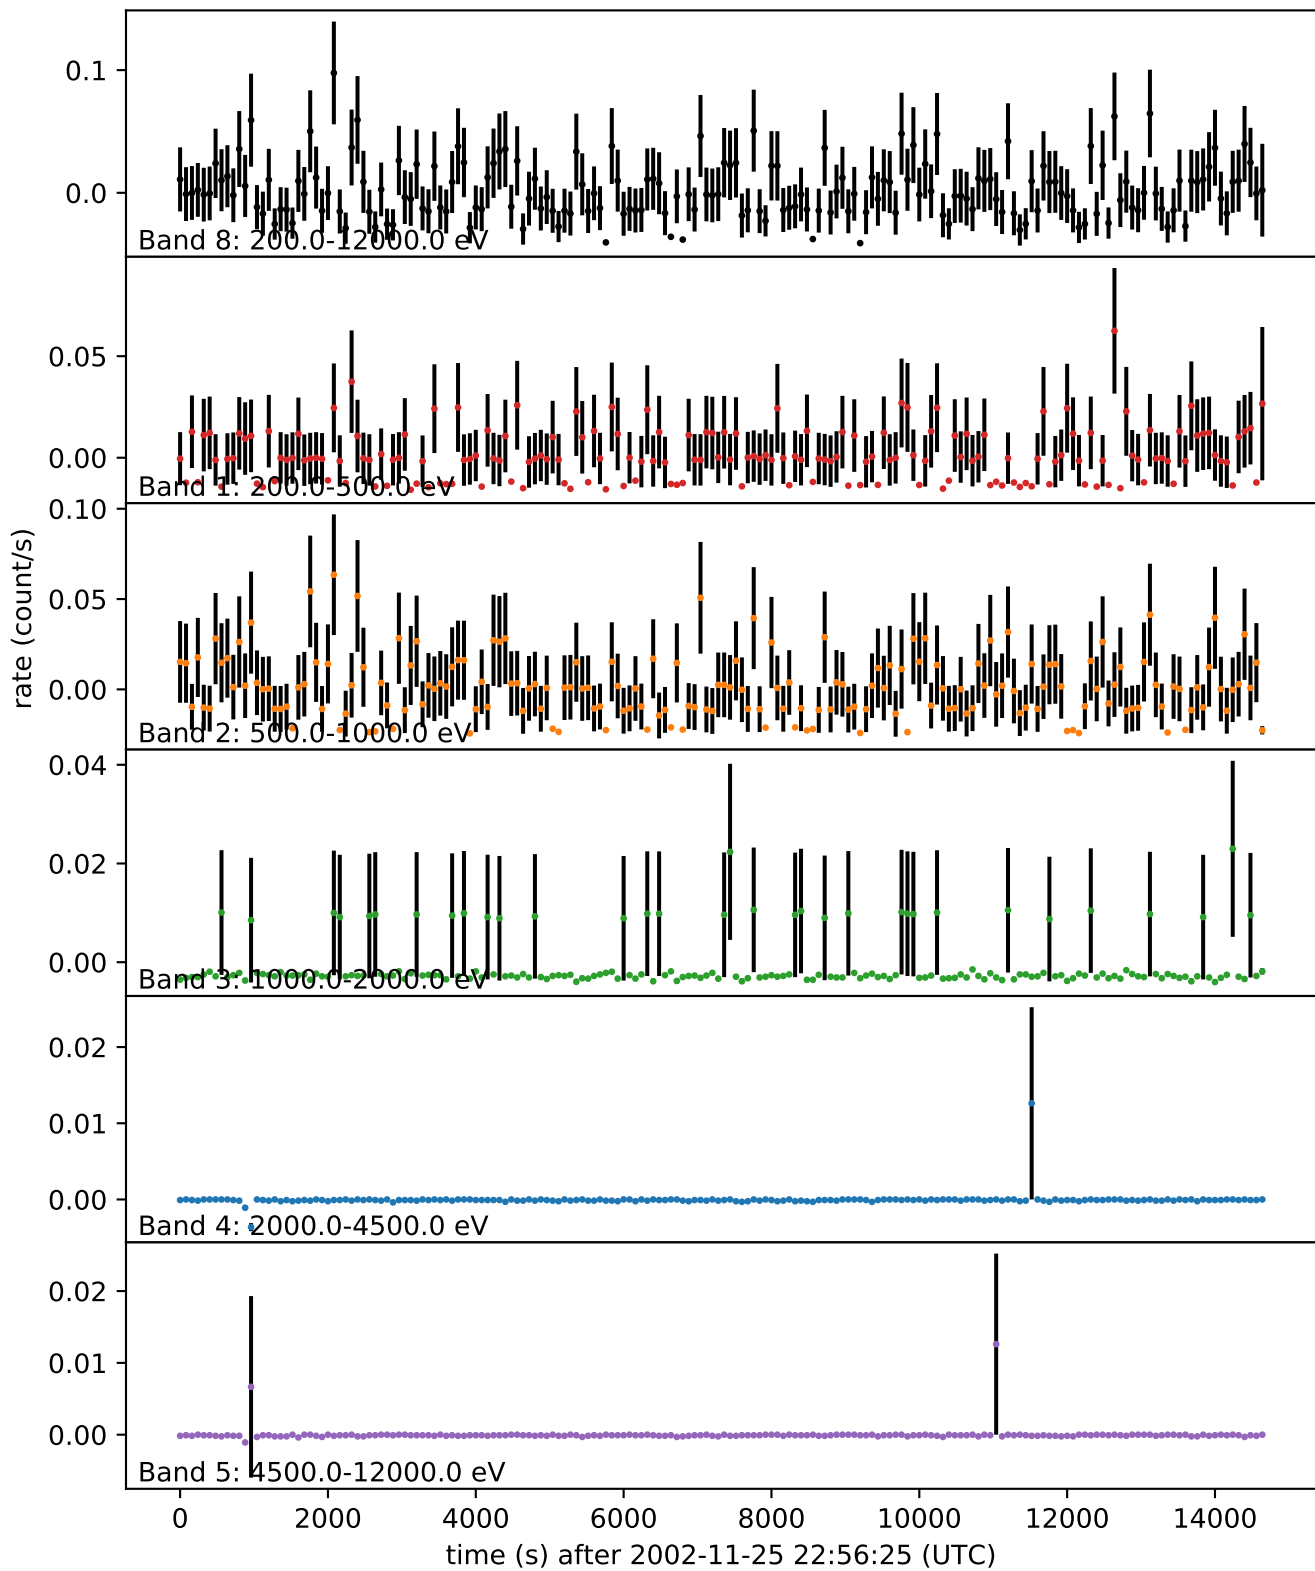 0.1
0.0
Band 8: 200.0-12000.0 eV
0.05
0.00
Band 1: 200.0-500.0 eV
rate (count/s)
0.10
0.05
0.00
Band 2: 500.0-1000.0 eV
0.04
0.02
0.00
Band 3: 1000.0-2000.0 eV
0.02
0.01
0.00
Band 4: 2000.0-4500.0 eV
0.02
0.01
0.00
Band 5: 4500.0-12000.0 eV
0 2000 4000 6000 8000 10000 12000 14000
time (s) after 2002-11-25 22:56:25 (UTC)